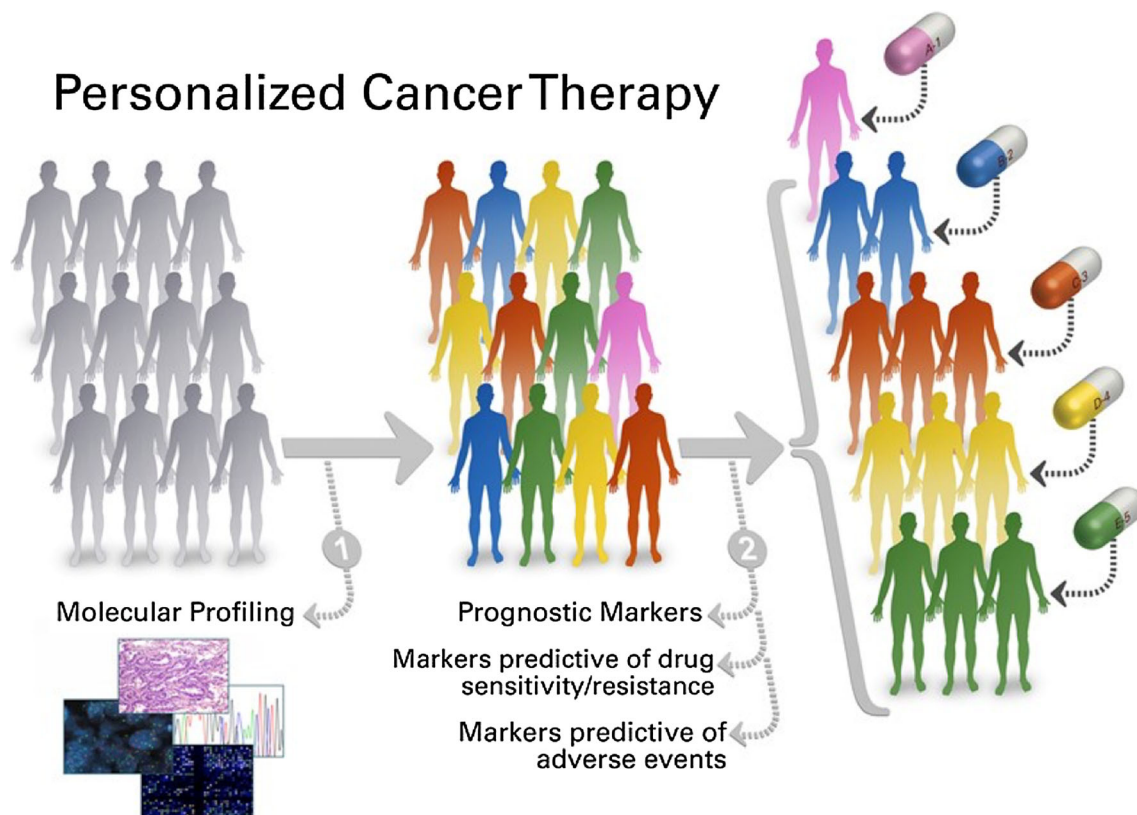 Personalized Cancer Therapy
A-1
B-2
C-3
D-4
E-5
1
2
Molecular Profiling
Prognostic Markers
Markers predictive of drug
sensitivity/resistance
Markers predictive of
adverse events